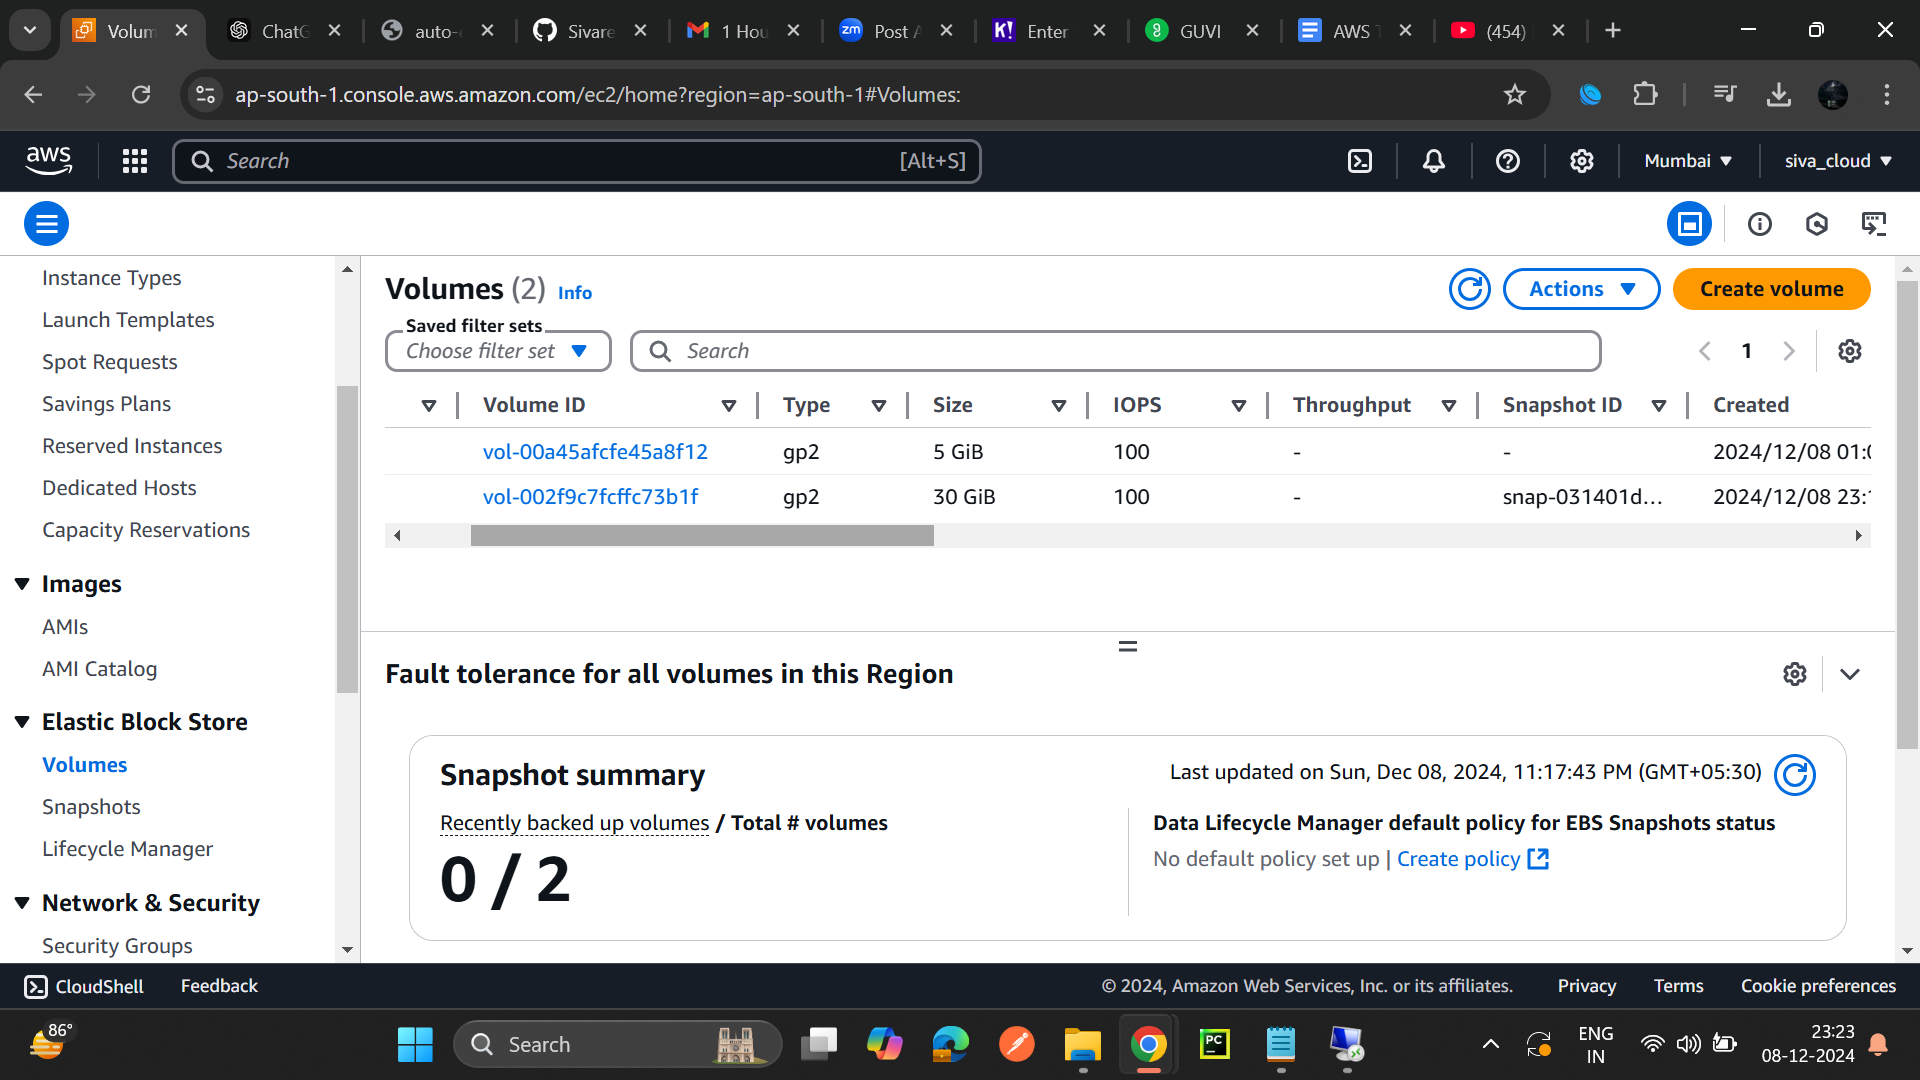 Volum
ChatG
auto-
Sivare
1 Hou
Post A
Enter
GUVI
AWS T
(454)
ap-south-1.console.aws.amazon.com/ec2/home?region=ap-south-1#Volumes:
aws
Search
[Alt+S]
Mumbai
siva_cloud
Instance Types
Launch Templates
Spot Requests
Savings Plans
Reserved Instances
Dedicated Hosts
Capacity Reservations
Images
AMIs
AMI Catalog
Elastic Block Store
Volumes
Snapshots
Lifecycle Manager
Network & Security
Security Groups
Volumes (2) Info
Actions
Create volume
Saved filter sets
Choose filter set
Search
1
Volume ID Type Size IOPS Throughput Snapshot ID Created
vol-00a45afcfe45a8f12 gp2 5 GiB 100 - - 2024/12/08 01:0
vol-002f9c7fcffc73b1f gp2 30 GiB 100 - snap-031401d... 2024/12/08 23:1
Fault tolerance for all volumes in this Region
Snapshot summary
Last updated on Sun, Dec 08, 2024, 11:17:43 PM (GMT+05:30)
Recently backed up volumes / Total # volumes
0 / 2
Data Lifecycle Manager default policy for EBS Snapshots status
No default policy set up | Create policy
CloudShell
Feedback
© 2024, Amazon Web Services, Inc. or its affiliates.
Privacy
Terms
Cookie preferences
86°
Search
PC
ENG
IN
23:23
08-12-2024